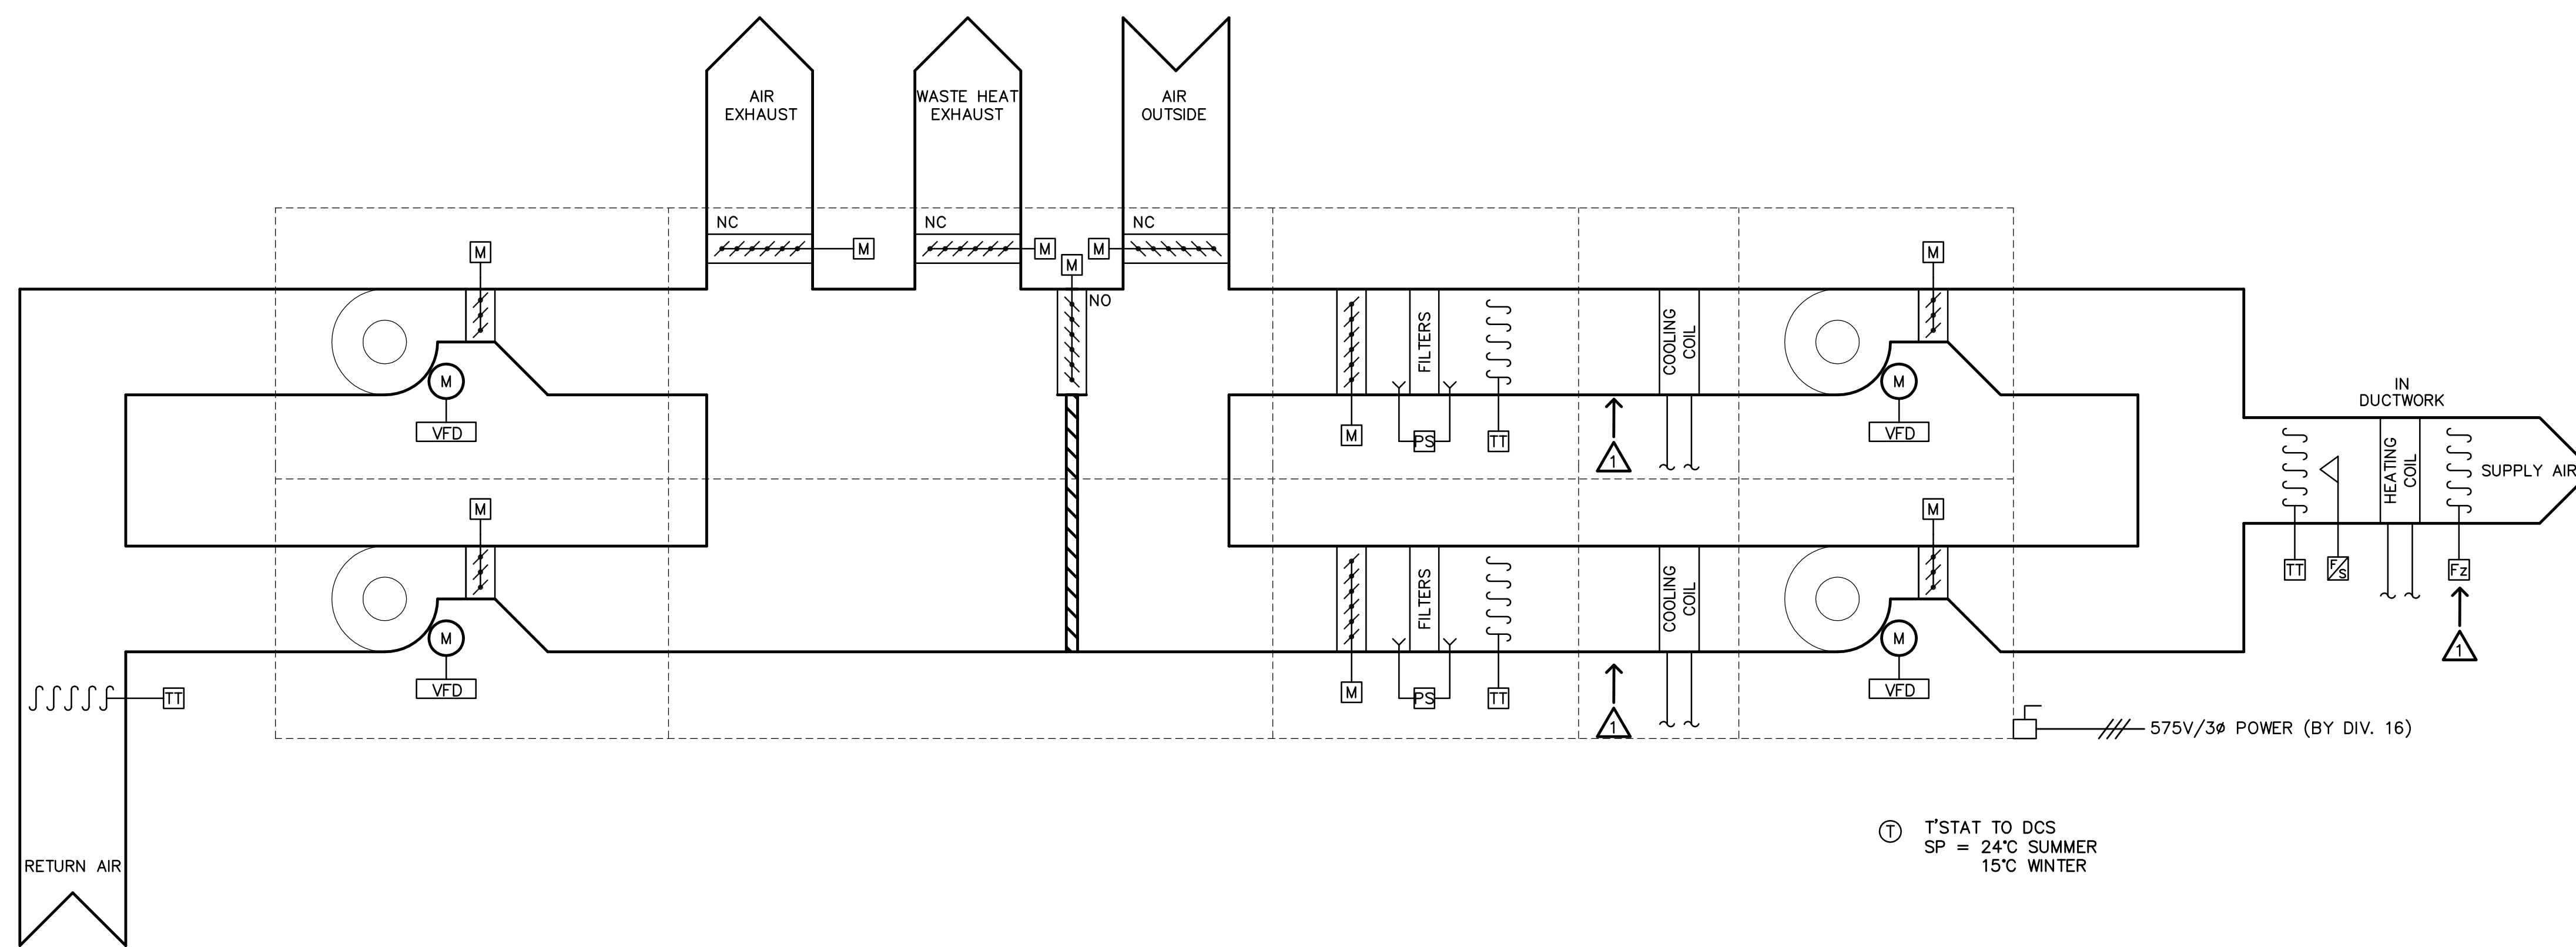 AIR
EXHAUST
WASTE HEAT
EXHAUST
AIR
OUTSIDE
NC
NC
NC
M
M
M
M
M
M
NO
FILTERS
COOLING
COIL
M
M
VFD
M
PS
TT
1
VFD
IN
DUCTWORK
HEATING
COIL
SUPPLY AIR
M
M
TT
F/S
Fz
FILTERS
COOLING
COIL
M
M
VFD
M
PS
TT
1
VFD
1
TT
575V/3ø POWER (BY DIV. 16)
T
T'STAT TO DCS
SP = 24°C SUMMER
15°C WINTER
RETURN AIR